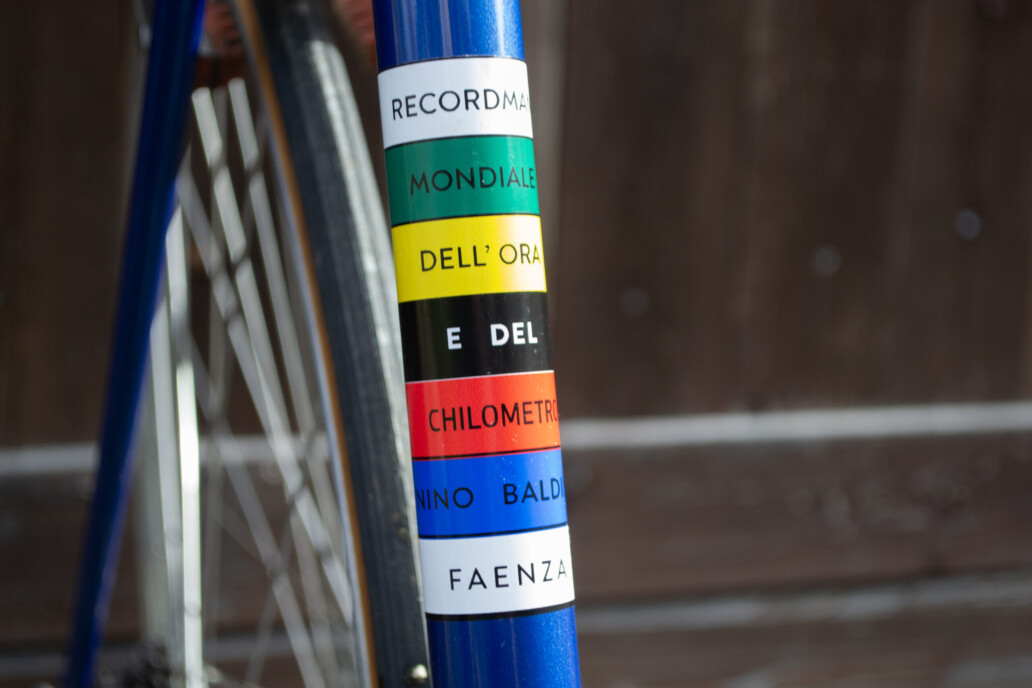 RECORDMA
MONDIALE
DELL' ORA
E DEL
CHILOMETRO
NINO BALDI
FAENZA